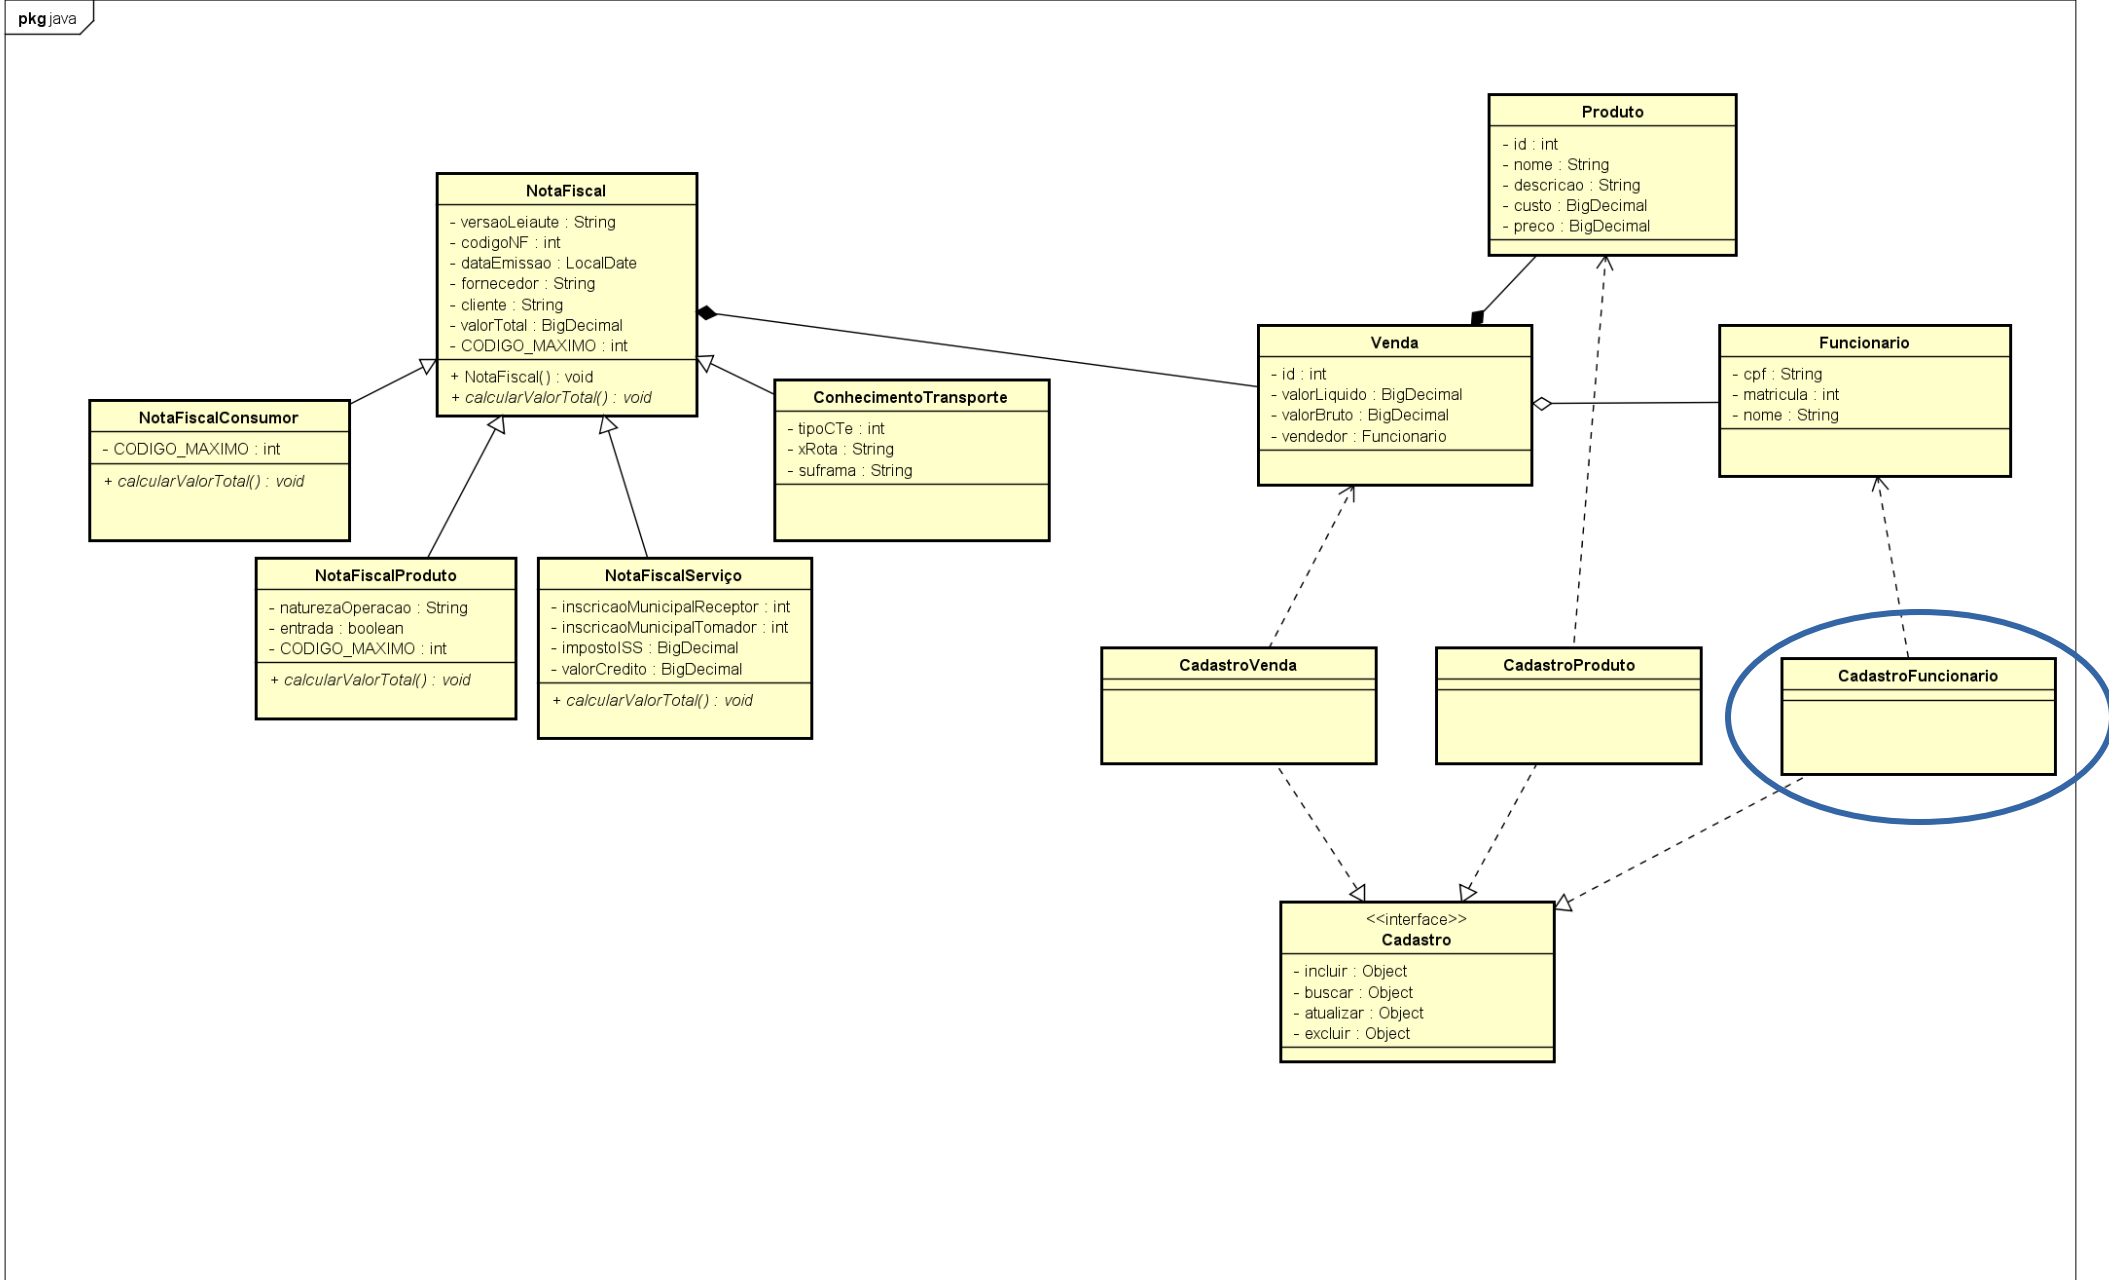 pkg java
Produto
- id : int
- nome : String
- descricao : String
- custo : BigDecimal
- preco : BigDecimal
NotaFiscal
- versaoLeiaute : String
- codigoNF : int
- dataEmissao : LocalDate
- fornecedor : String
- cliente : String
- valorTotal : BigDecimal
- CODIGO_MAXIMO : int
+ NotaFiscal() : void
+ calcularValorTotal() : void
Venda
- id : int
- valorLiquido : BigDecimal
- valorBruto : BigDecimal
- vendedor : Funcionario
Funcionario
- cpf : String
- matricula : int
- nome : String
NotaFiscalConsumor
- CODIGO_MAXIMO : int
+ calcularValorTotal() : void
ConhecimentoTransporte
- tipoCTe : int
- xRota : String
- suframa : String
NotaFiscalProduto
- naturezaOperacao : String
- entrada : boolean
- CODIGO_MAXIMO : int
+ calcularValorTotal() : void
NotaFiscalServiço
- inscricaoMunicipalReceptor : int
- inscricaoMunicipalTomador : int
- impostoISS : BigDecimal
- valorCredito : BigDecimal
+ calcularValorTotal() : void
CadastroVenda
CadastroProduto
CadastroFuncionario
<<interface>>
Cadastro
- incluir : Object
- buscar : Object
- atualizar : Object
- excluir : Object